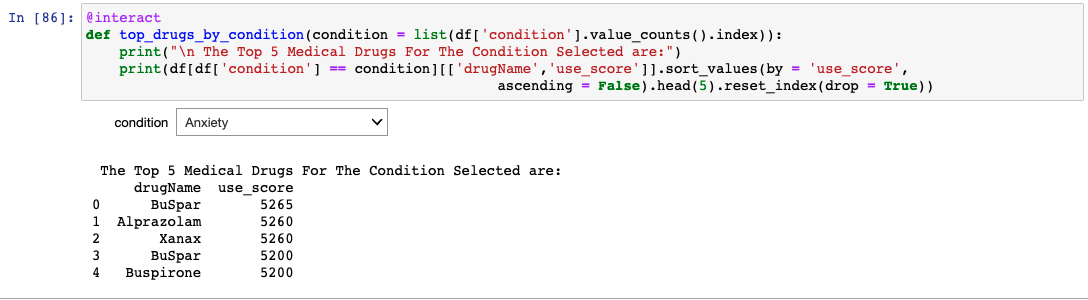 In [86]: @interact
def top_drugs_by_condition(condition = list(df['condition'].value_counts().index)):
    print("\n The Top 5 Medical Drugs For The Condition Selected are:")
    print(df[df['condition'] == condition][['drugName','use_score']].sort_values(by = 'use_score',
                                                 ascending = False).head(5).reset_index(drop = True))
condition Anxiety
The Top 5 Medical Drugs For The Condition Selected are:
     drugName  use_score
0      BuSpar       5265
1  Alprazolam       5260
2       Xanax       5260
3      BuSpar       5200
4   Buspirone       5200